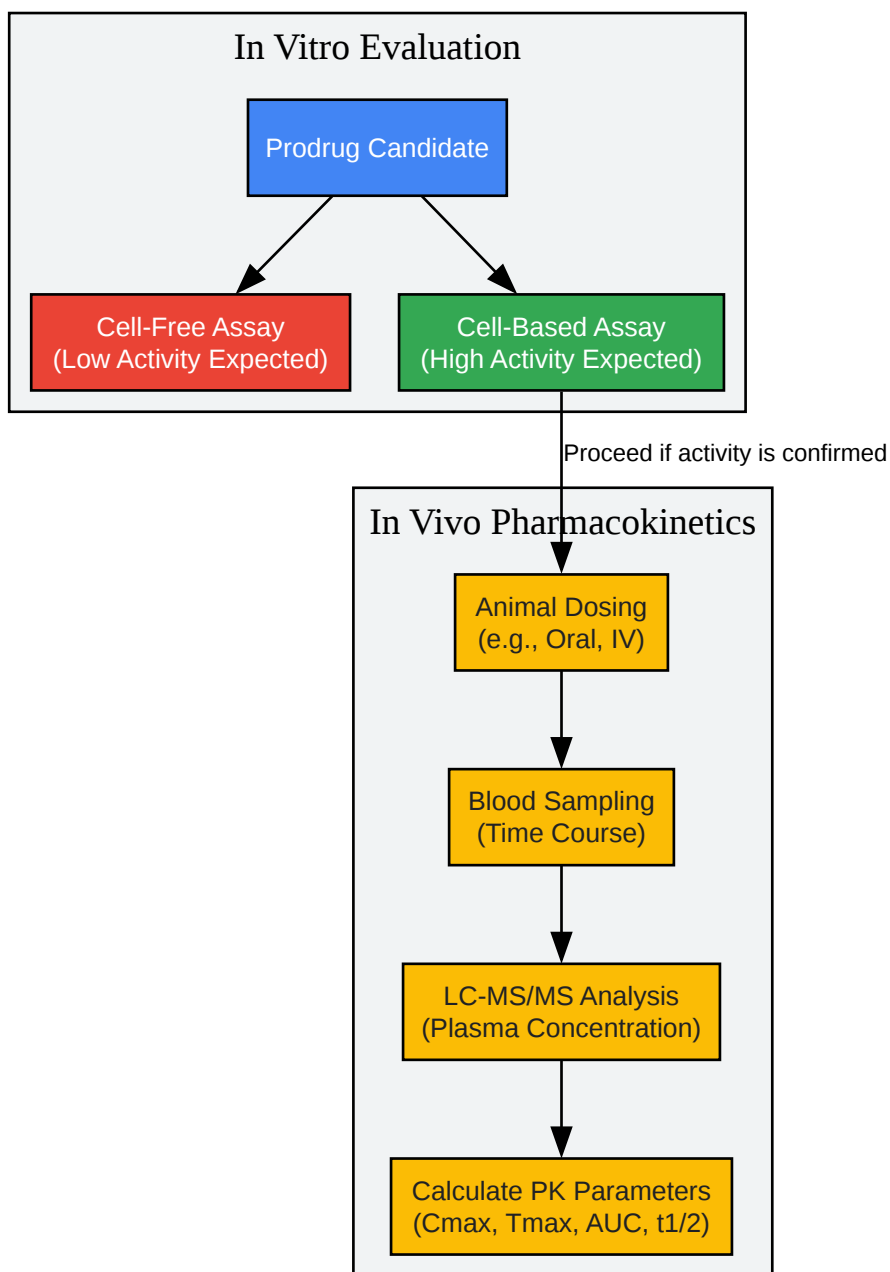 In Vitro Evaluation
Prodrug Candidate
Cell-Free Assay
(Low Activity Expected)
Cell-Based Assay
(High Activity Expected)
Proceed if activity is confirmed
In Vivo Pharmacokinetics
Animal Dosing
(e.g., Oral, IV)
Blood Sampling
(Time Course)
LC-MS/MS Analysis
(Plasma Concentration)
Calculate PK Parameters
(Cmax, Tmax, AUC, t1/2)